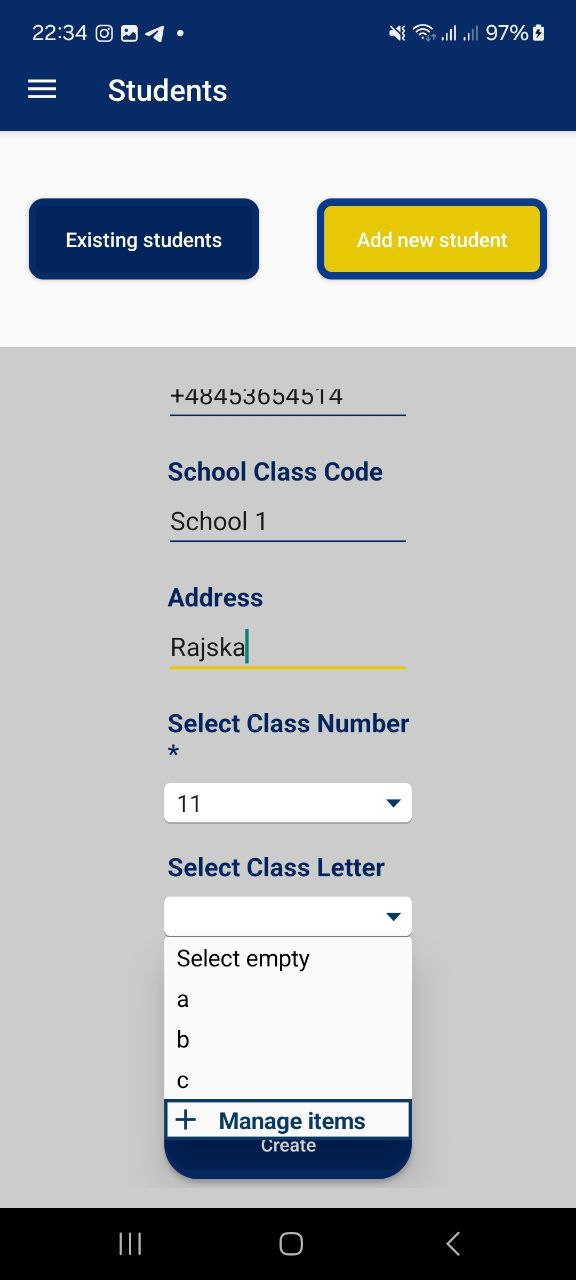 22:34 97%
Students
Existing students
Add new student
+48453654514
School Class Code
School 1
Address
Rajska
Select Class Number
*
11
Select Class Letter
Select empty
a
b
c
+ Manage items
Create